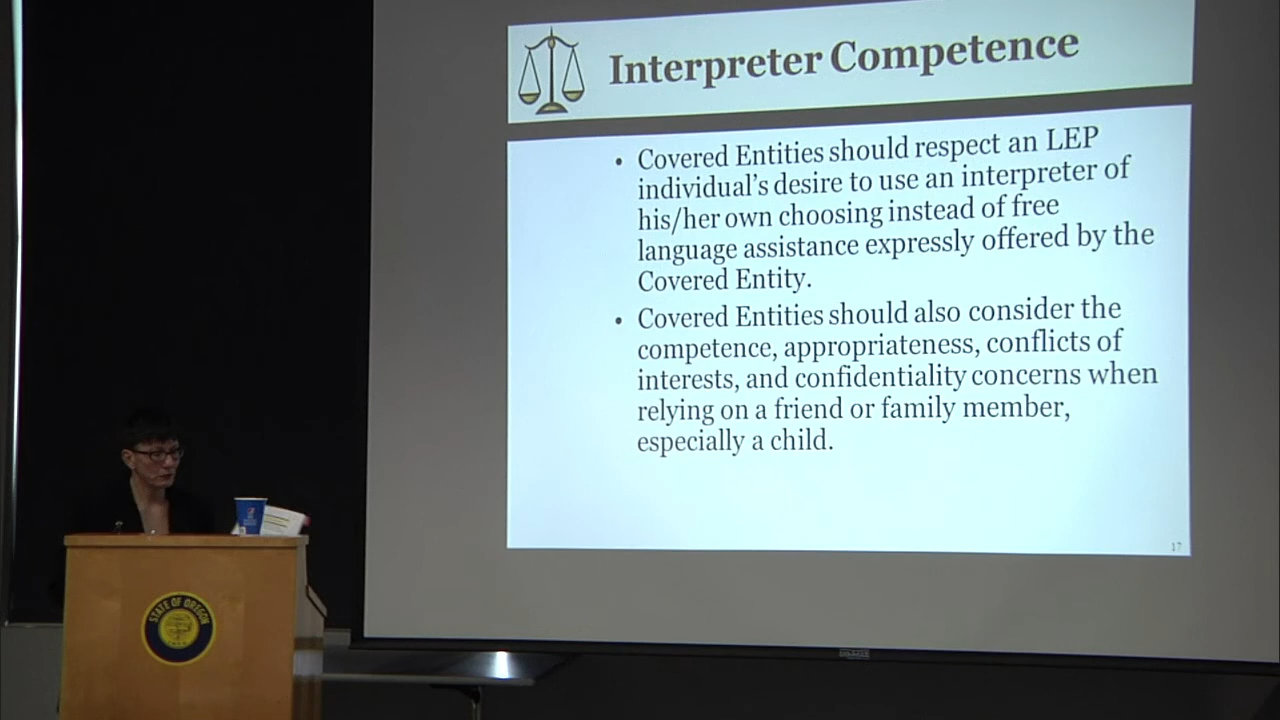 Interpreter Competence
• Covered Entities should respect an LEP
individual's desire to use an interpreter of
his/her own choosing instead of free
language assistance expressly offered by the
Covered Entity.
• Covered Entities should also consider the
competence, appropriateness, conflicts of
interests, and confidentiality concerns when
relying on a friend or family member,
especially a child.
17
STATE OF OREGON